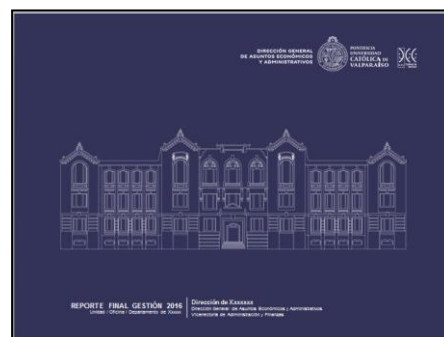 DIRECCIÓN GENERAL
DE ASUNTOS ECONÓMICOS
Y ADMINISTRATIVOS
PONTIFICIA
UNIVERSIDAD
CATÓLICA DE
VALPARAÍSO
REPORTE FINAL GESTIÓN 2016
Unidad / Oficina / Departamento de Xxxxx
Dirección de Xxxxxxx
Dirección General de Asuntos Económicos y Administrativos
Vicerrectoría de Administración y Finanzas